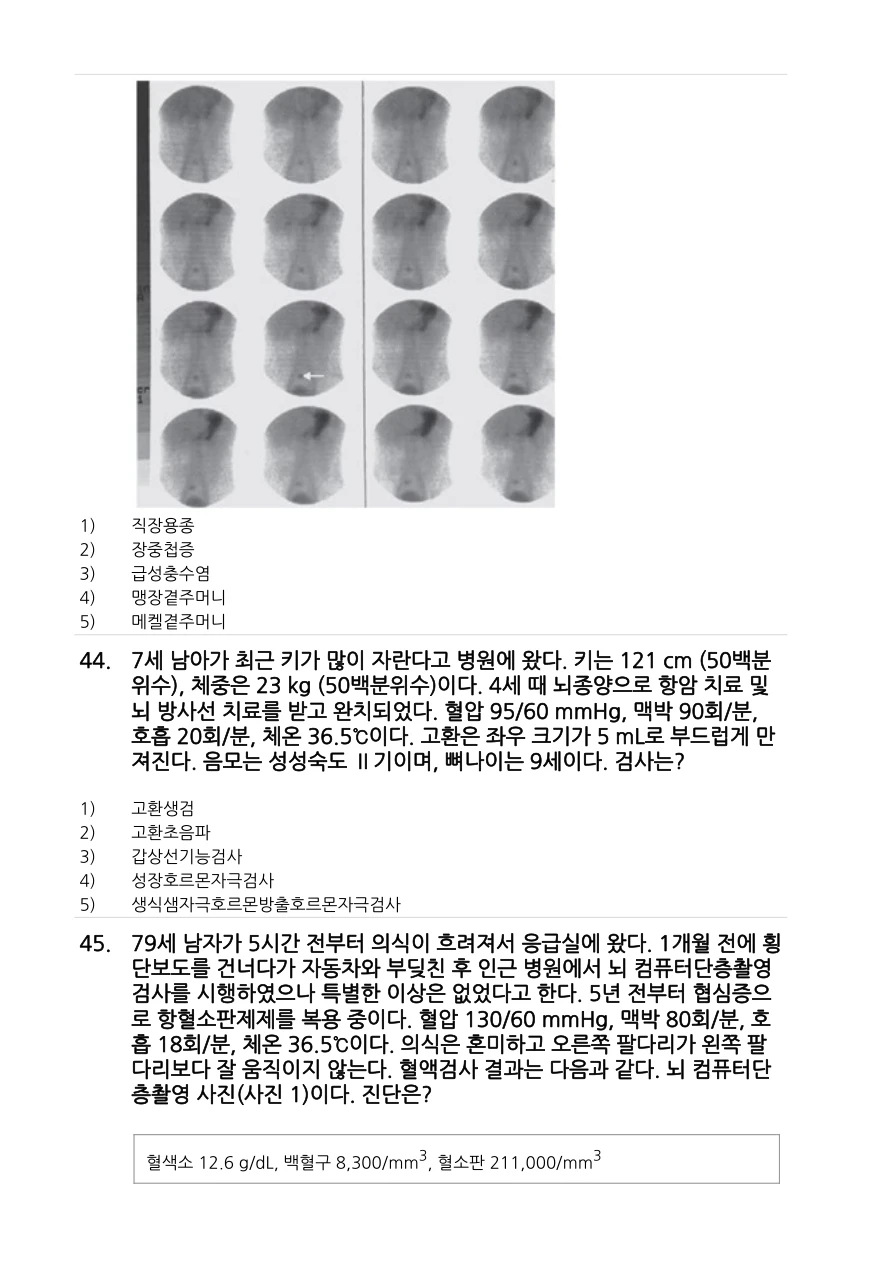 1) 직장용종
2) 장중첩증
3) 급성충수염
4) 맹장곁주머니
5) 메켈곁주머니
44. 7세 남아가 최근 키가 많이 자란다고 병원에 왔다. 키는 121 cm (50백분
위수), 체중은 23 kg (50백분위수)이다. 4세 때 뇌종양으로 항암 치료 및
뇌 방사선 치료를 받고 완치되었다. 혈압 95/60 mmHg, 맥박 90회/분,
호흡 20회/분, 체온 36.5℃이다. 고환은 좌우 크기가 5 mL로 부드럽게 만
져진다. 음모는 성성숙도 Ⅱ기이며, 뼈나이는 9세이다. 검사는?
1) 고환생검
2) 고환초음파
3) 갑상선기능검사
4) 성장호르몬자극검사
5) 생식샘자극호르몬방출호르몬자극검사
45. 79세 남자가 5시간 전부터 의식이 흐려져서 응급실에 왔다. 1개월 전에 횡
단보도를 건너다가 자동차와 부딪친 후 인근 병원에서 뇌 컴퓨터단층촬영
검사를 시행하였으나 특별한 이상은 없었다고 한다. 5년 전부터 협심증으
로 항혈소판제제를 복용 중이다. 혈압 130/60 mmHg, 맥박 80회/분, 호
흡 18회/분, 체온 36.5℃이다. 의식은 혼미하고 오른쪽 팔다리가 왼쪽 팔
다리보다 잘 움직이지 않는다. 혈액검사 결과는 다음과 같다. 뇌 컴퓨터단
층촬영 사진(사진 1)이다. 진단은?
혈색소 12.6 g/dL, 백혈구 8,300/mm³, 혈소판 211,000/mm³